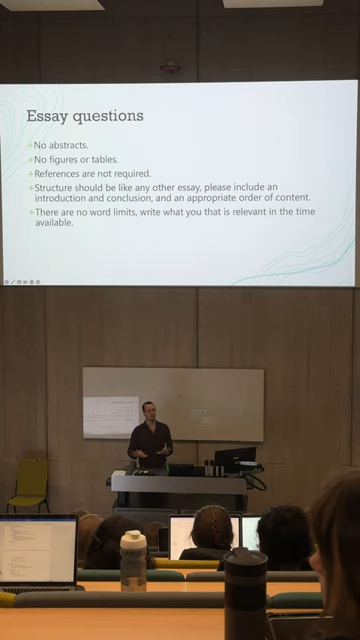 Essay questions
+No abstracts.
+No figures or tables.
+References are not required.
+Structure should be like any other essay, please include an
introduction and conclusion, and an appropriate order of content.
+There are no word limits, write what you that is relevant in the time
available.